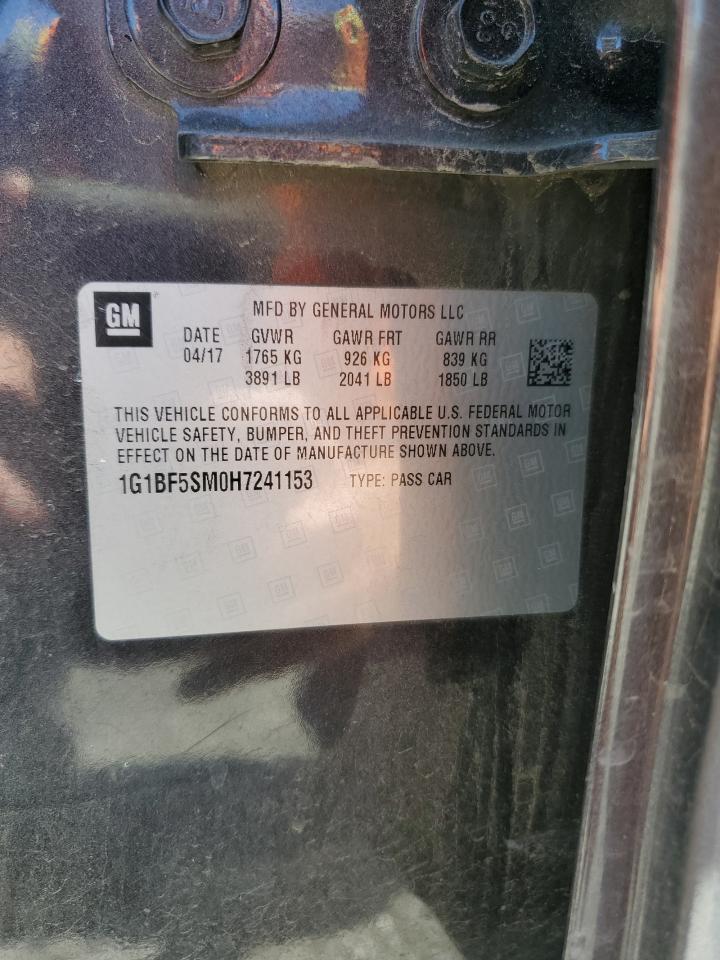 GM
MFD BY GENERAL MOTORS LLC
DATE GVWR GAWR FRT GAWR RR
04/17 1765 KG 926 KG 839 KG
3891 LB 2041 LB 1850 LB
THIS VEHICLE CONFORMS TO ALL APPLICABLE U.S. FEDERAL MOTOR
VEHICLE SAFETY, BUMPER, AND THEFT PREVENTION STANDARDS IN
EFFECT ON THE DATE OF MANUFACTURE SHOWN ABOVE.
1G1BF5SM0H7241153 TYPE: PASS CAR